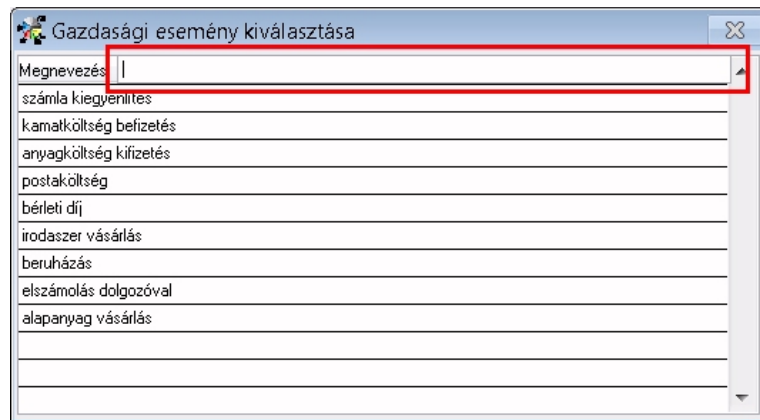 Gazdasági esemény kiválasztása
Megnevezés
számla kiegyenlítés
kamatköltség befizetés
anyagköltség kifizetés
postaköltség
bérleti díj
irodaszer vásárlás
beruházás
elszámolás dolgozóval
alapanyag vásárlás